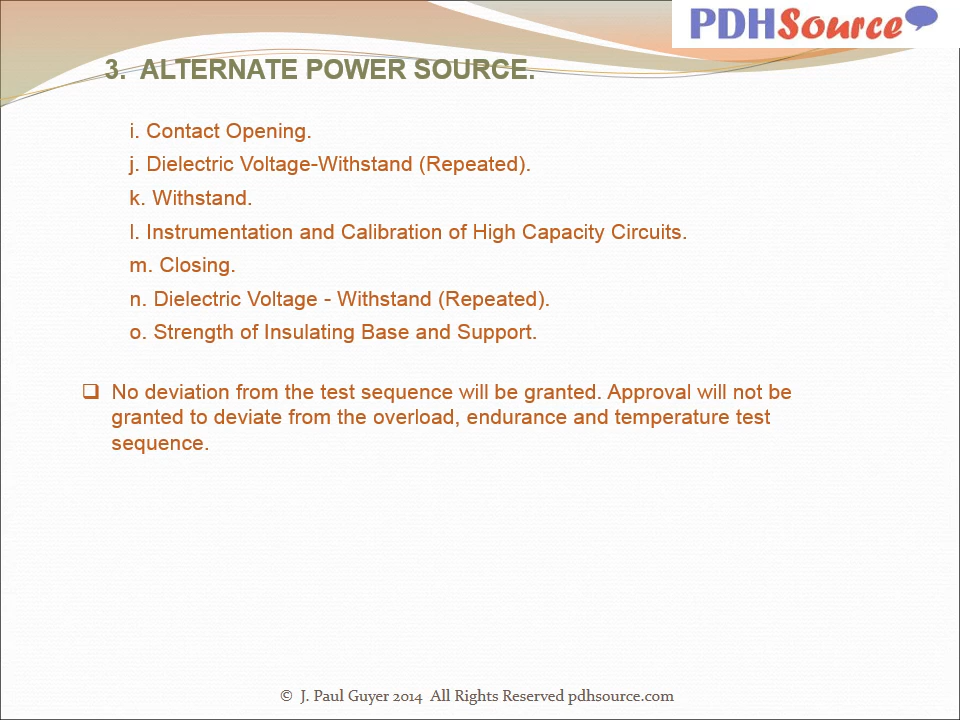 PDHSource
3. ALTERNATE POWER SOURCE.
i. Contact Opening.
j. Dielectric Voltage-Withstand (Repeated).
k. Withstand.
l. Instrumentation and Calibration of High Capacity Circuits.
m. Closing.
n. Dielectric Voltage - Withstand (Repeated).
o. Strength of Insulating Base and Support.
❑ No deviation from the test sequence will be granted. Approval will not be
granted to deviate from the overload, endurance and temperature test
sequence.
© J. Paul Guyer 2014 All Rights Reserved pdhsource.com